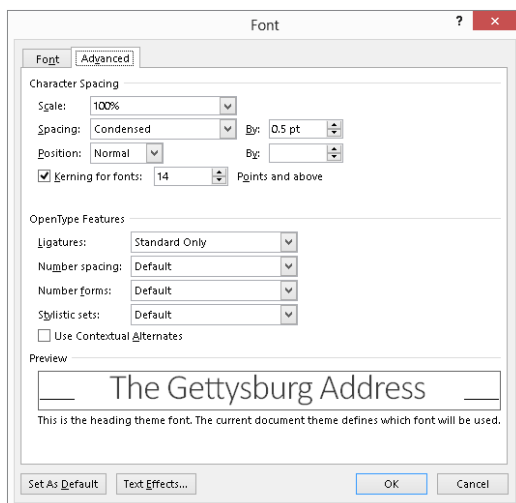 Font
?
Font Advanced
Character Spacing
Scale: 100%
Spacing: Condensed By: 0.5 pt
Position: Normal By:
Kerning for fonts: 14 Points and above
OpenType Features
Ligatures: Standard Only
Number spacing: Default
Number forms: Default
Stylistic sets: Default
Use Contextual Alternates
Preview
The Gettysburg Address
This is the heading theme font. The current document theme defines which font will be used.
Set As Default Text Effects... OK Cancel